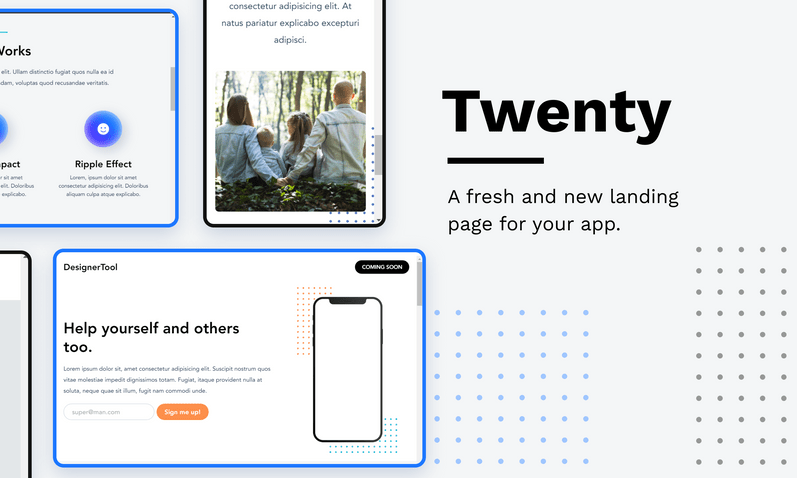 Works
elit. Ullam distinctio fugiat quos nulla ea id
dam, voluptas quod recusandae veritatis.
pact
r sit amet
elit. Doloribus
explicabo.
Ripple Effect
Lorem, ipsum dolor sit amet
consectetur adipisicing elit. Doloribus
aliquam culpa atque explicabo.
consectetur adipisicing elit. At
natus pariatur explicabo excepturi
adipisci.
Twenty
A fresh and new landing
page for your app.
DesignerTool
COMING SOON
Help yourself and others
too.
Lorem ipsum dolor sit, amet consectetur adipisicing elit. Suscipit nostrum quos
vitae molestiae impedit dignissimos totam. Fugiat, itaque provident nulla at
soluta, neque quae sit illum, fugit nam commodi unde.
super@man.com
Sign me up!